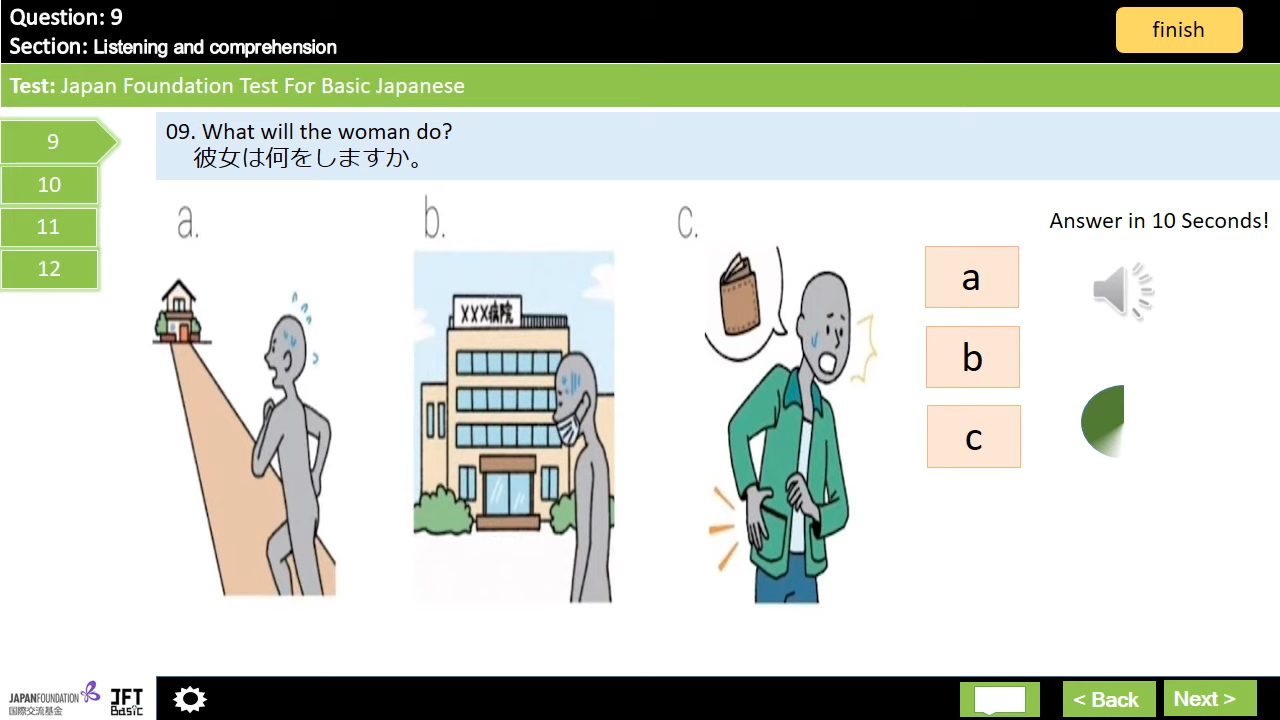 Question: 9
Section: Listening and comprehension
finish
Test: Japan Foundation Test For Basic Japanese
9
10
11
12
09. What will the woman do?
彼女は何をしますか。
a.
b.
c.
XXX病院
a
b
c
Answer in 10 Seconds!
JAPANFOUNDATION
国際交流基金
JFT
Basic
< Back
Next >